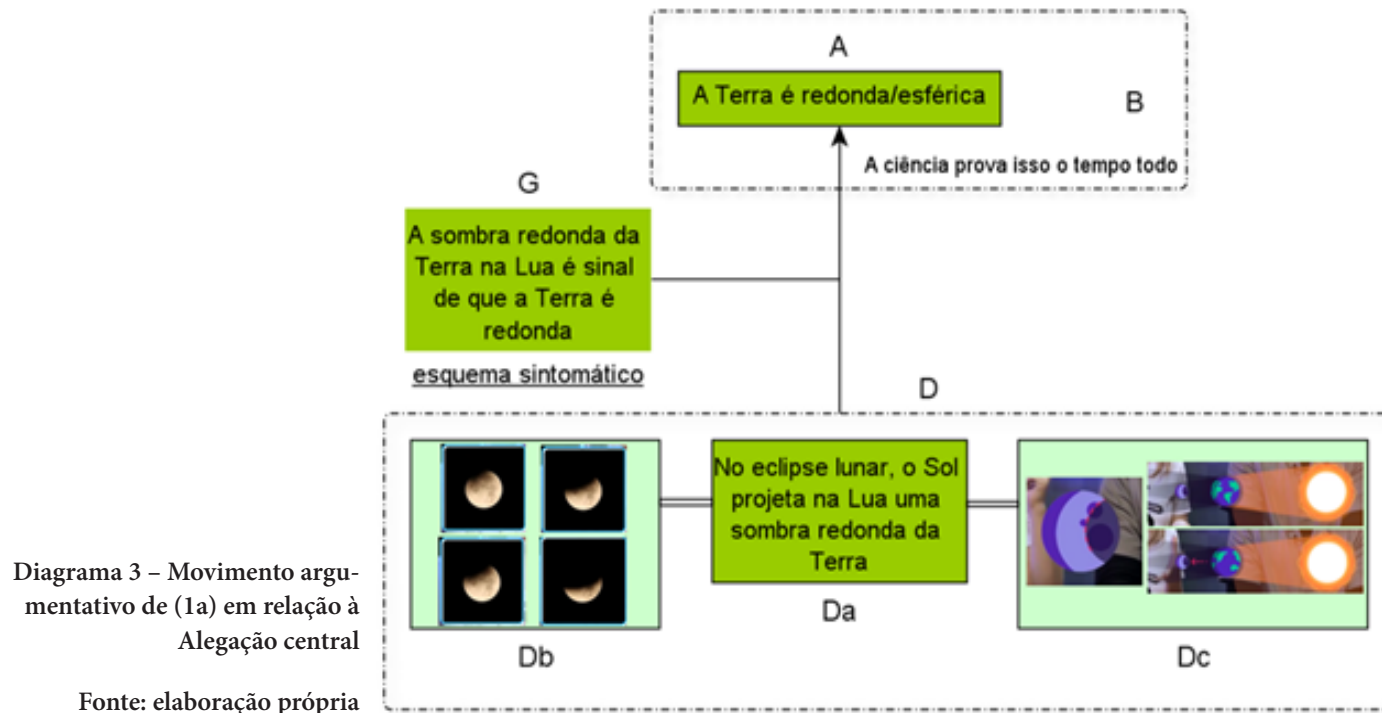 A
A Terra é redonda/esférica
B
A ciência prova isso o tempo todo
G
A sombra redonda da
Terra na Lua é sinal
de que a Terra é
redonda
esquema sintomático
D
No eclipse lunar, o Sol
projeta na Lua uma
sombra redonda da
Terra
Da
Db
Dc
Diagrama 3 – Movimento argu-
mentativo de (1a) em relação à
Alegação central
Fonte: elaboração própria